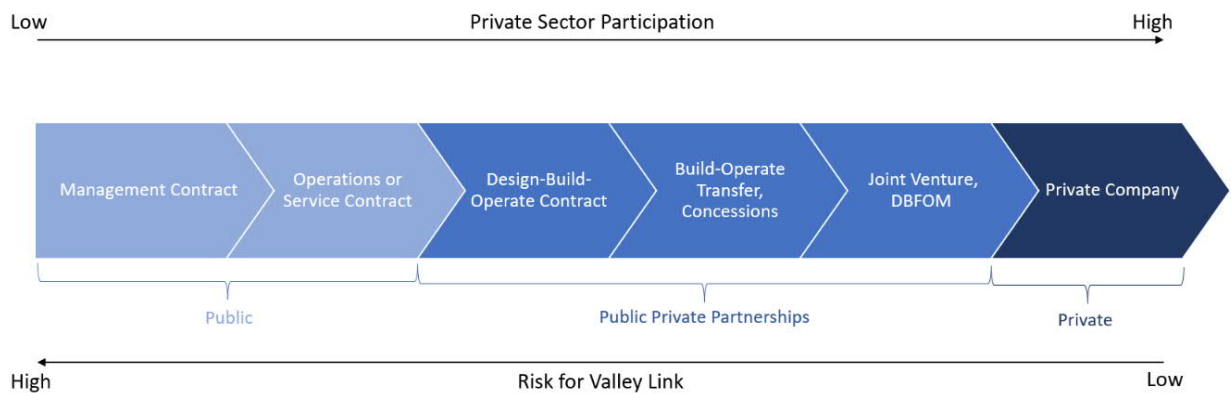 Low Private Sector Participation High
Management Contract
Operations or
Service Contract
Design-Build-
Operate Contract
Build-Operate
Transfer,
Concessions
Joint Venture,
DBFOM
Private Company
Public Public Private Partnerships Private
High Risk for Valley Link Low